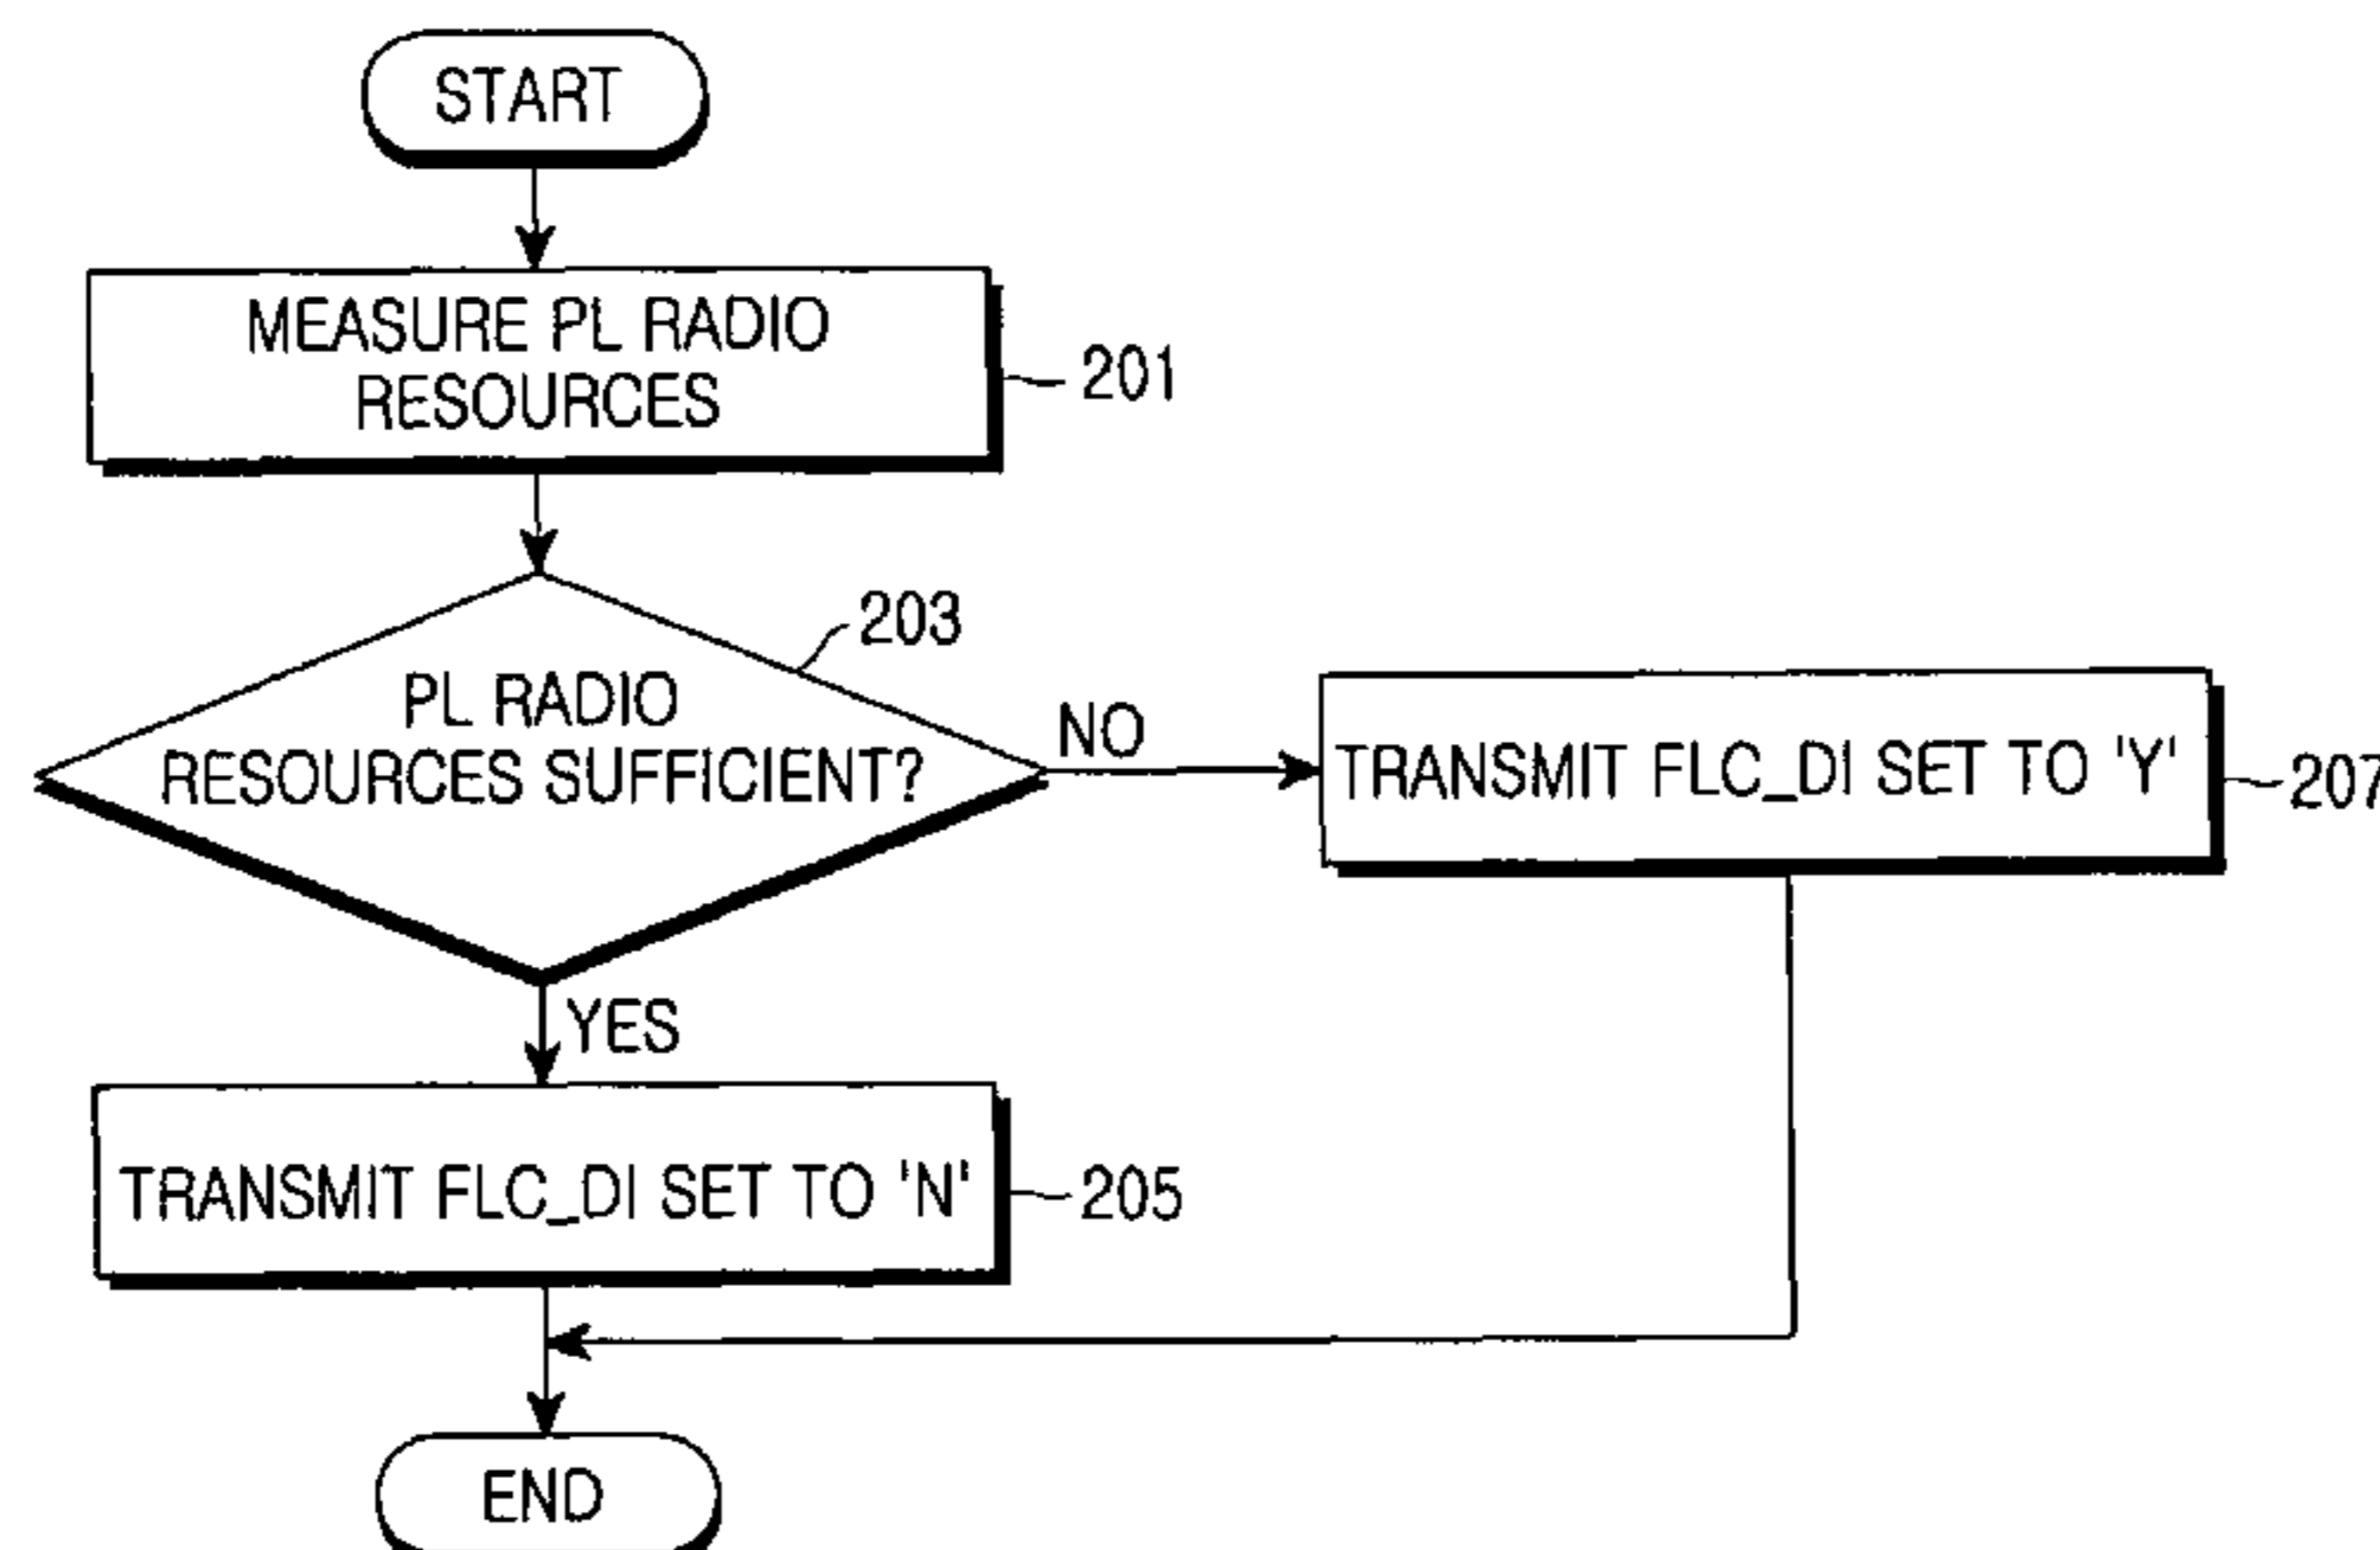 START
MEASURE PL RADIO
RESOURCES
201
203
PL RADIO
RESOURCES SUFFICIENT?
NO
TRANSMIT FLC_DI SET TO 'Y'
207
YES
TRANSMIT FLC_DI SET TO 'N'
205
END